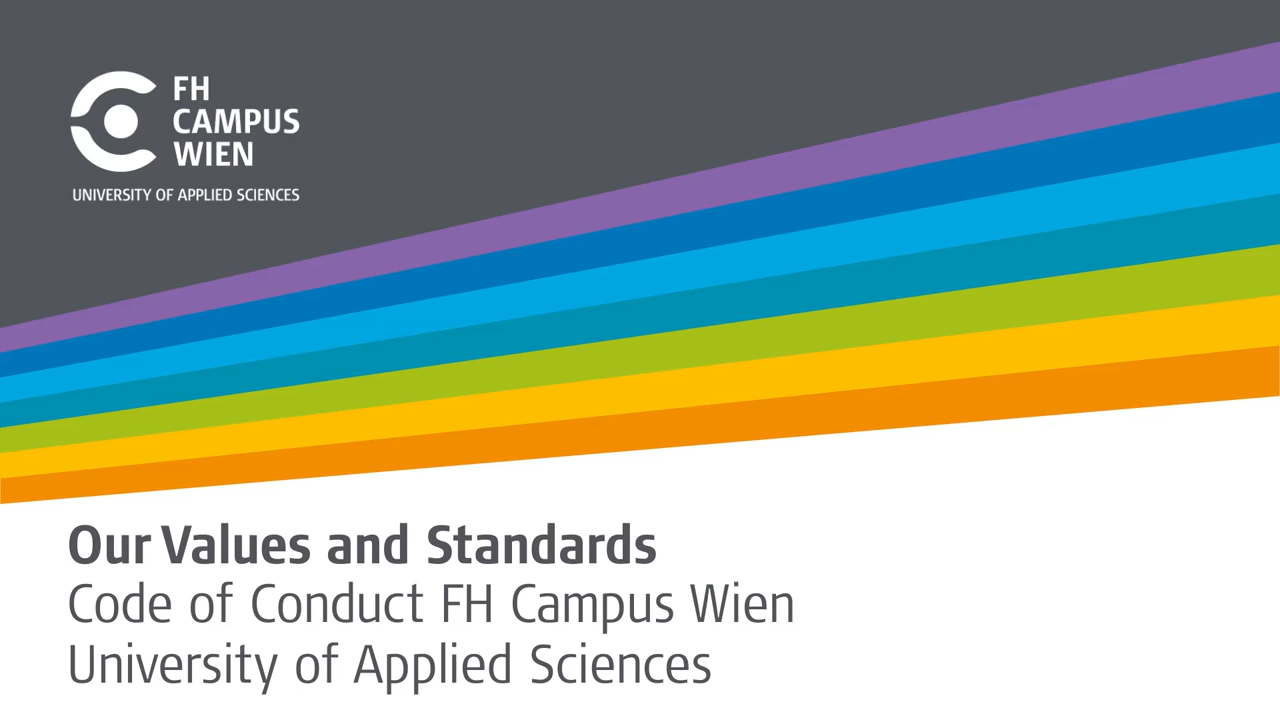 FH
CAMPUS
WIEN
UNIVERSITY OF APPLIED SCIENCES
Our Values and Standards
Code of Conduct FH Campus Wien
University of Applied Sciences